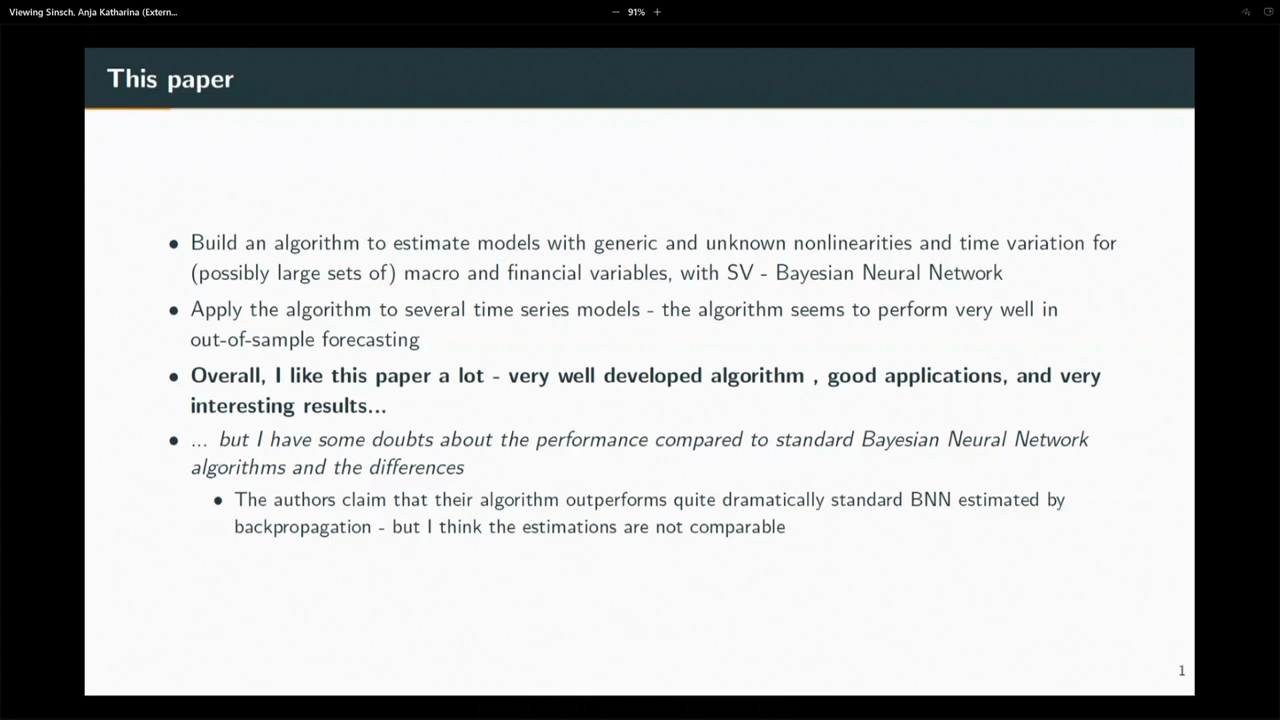 Viewing Sinsch, Anja Katharina (Extern...
− 91% +
This paper
• Build an algorithm to estimate models with generic and unknown nonlinearities and time variation for
(possibly large sets of) macro and financial variables, with SV - Bayesian Neural Network
• Apply the algorithm to several time series models - the algorithm seems to perform very well in
out-of-sample forecasting
• Overall, I like this paper a lot - very well developed algorithm , good applications, and very
interesting results...
• ... but I have some doubts about the performance compared to standard Bayesian Neural Network
algorithms and the differences
• The authors claim that their algorithm outperforms quite dramatically standard BNN estimated by
backpropagation - but I think the estimations are not comparable
1